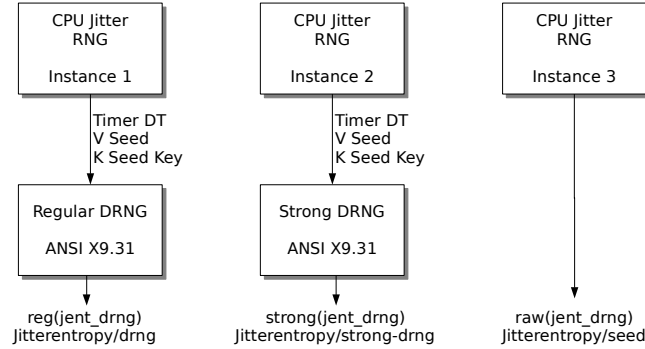 CPU Jitter
RNG
Instance 1
CPU Jitter
RNG
Instance 2
CPU Jitter
RNG
Instance 3
Timer DT
V Seed
K Seed Key
Timer DT
V Seed
K Seed Key
Regular DRNG
ANSI X9.31
Strong DRNG
ANSI X9.31
reg(jent_drng)
Jitterentropy/drng
strong(jent_drng)
Jitterentropy/strong-drng
raw(jent_drng)
Jitterentropy/seed